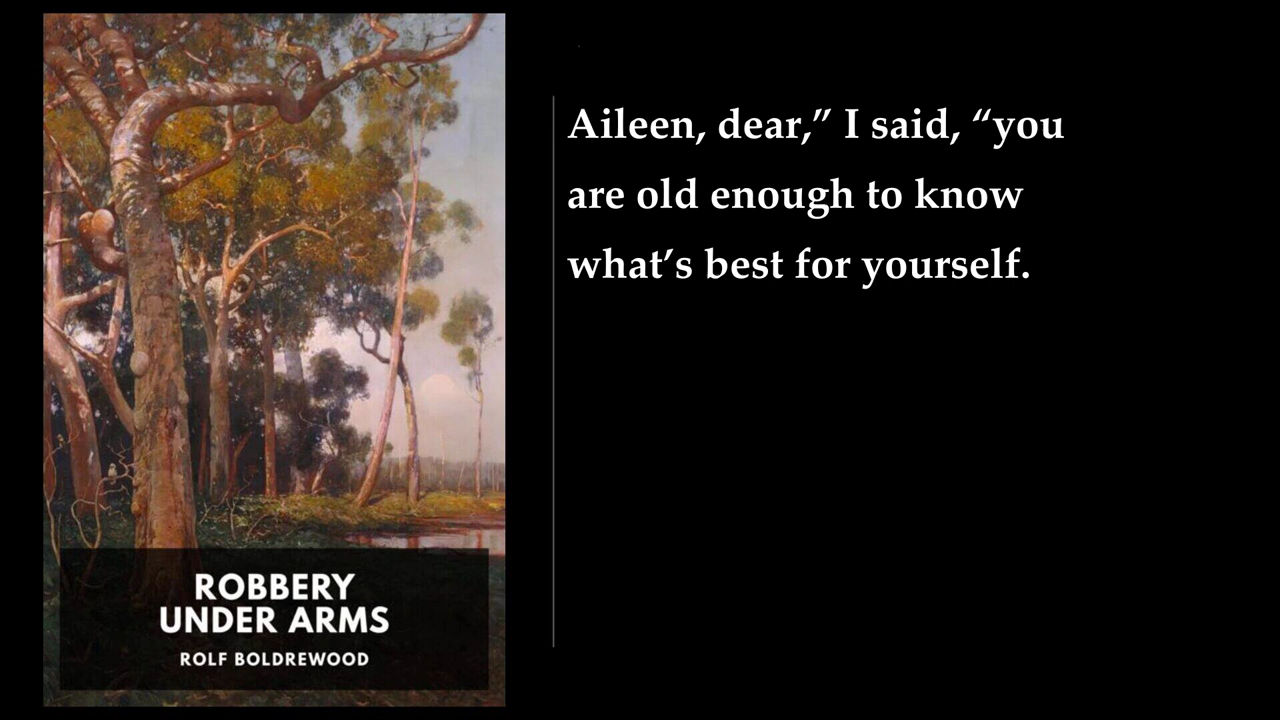 Aileen, dear,” I said, “you
are old enough to know
what’s best for yourself.
ROBBERY
UNDER ARMS
ROLF BOLDREWOOD